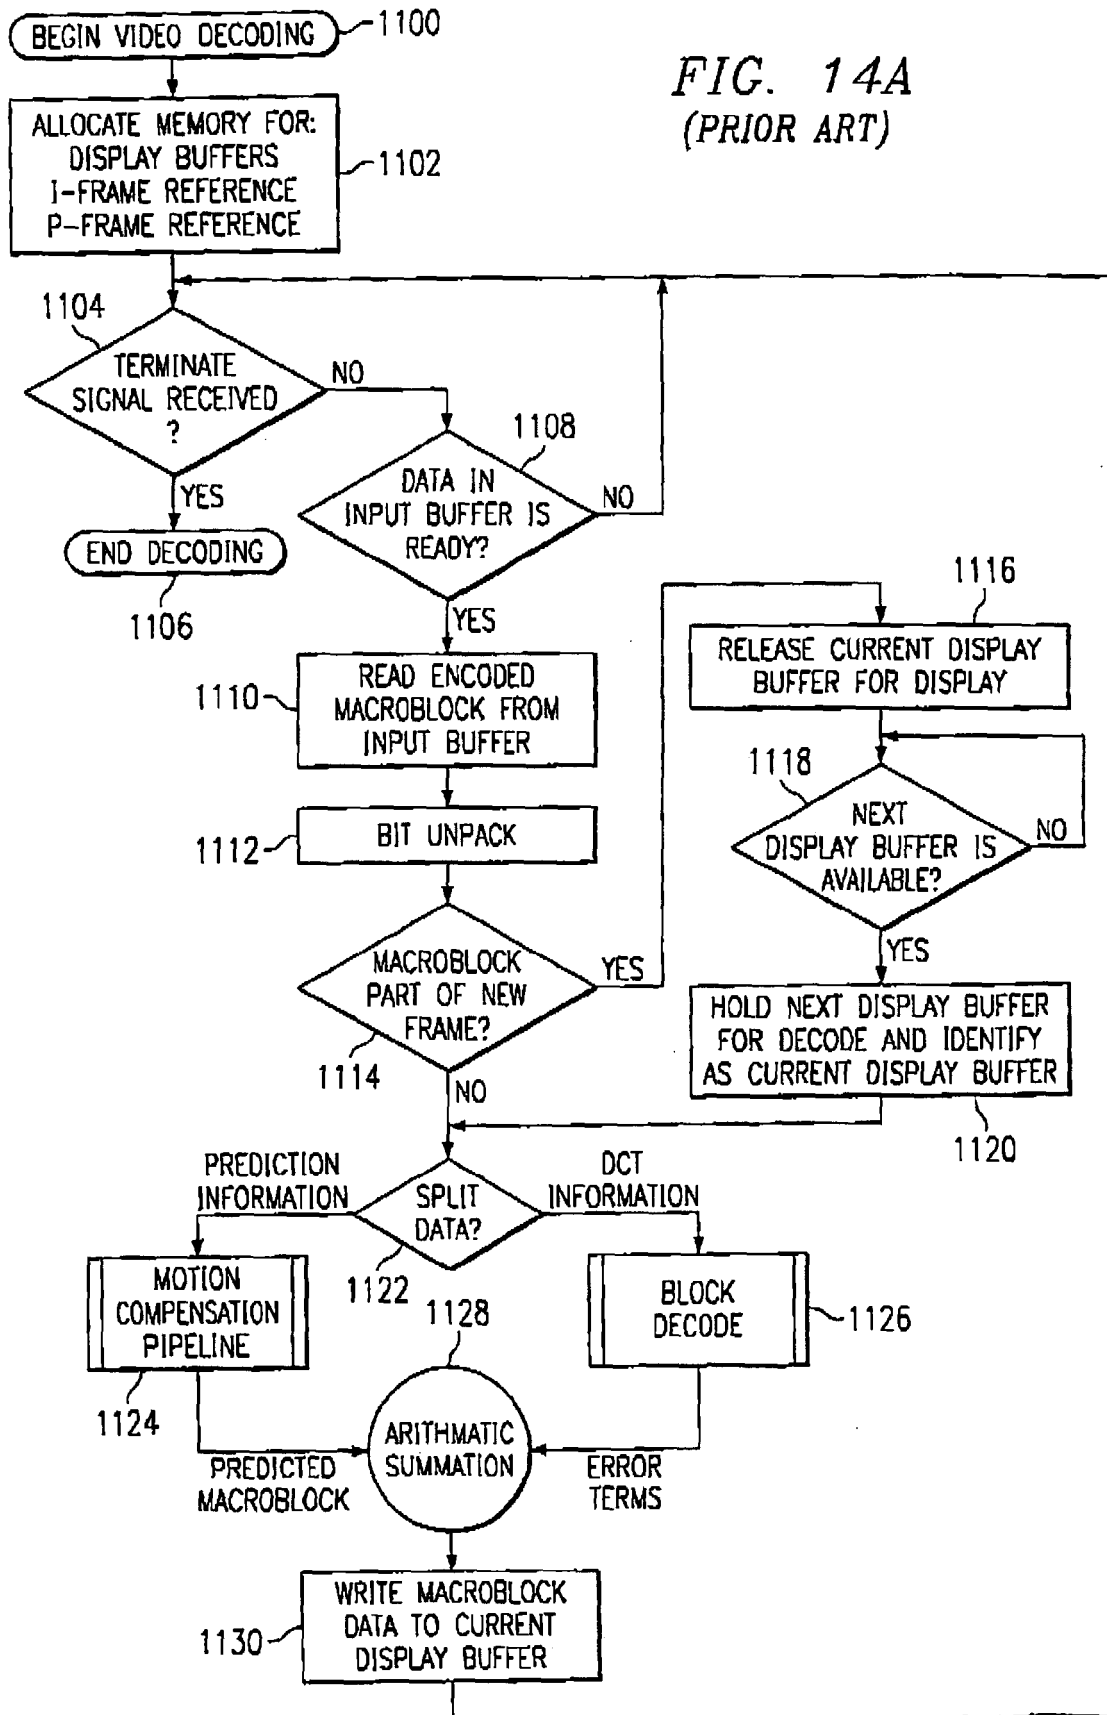 BEGIN VIDEO DECODING
1100
FIG. 14A
(PRIOR ART)
ALLOCATE MEMORY FOR:
DISPLAY BUFFERS
I-FRAME REFERENCE
P-FRAME REFERENCE
1102
1104
TERMINATE
SIGNAL RECEIVED
?
NO
YES
END DECODING
1106
1108
DATA IN
INPUT BUFFER IS
READY?
NO
YES
1110
READ ENCODED
MACROBLOCK FROM
INPUT BUFFER
1112
BIT UNPACK
MACROBLOCK
PART OF NEW
FRAME?
1114
YES
NO
1116
RELEASE CURRENT DISPLAY
BUFFER FOR DISPLAY
1118
NEXT
DISPLAY BUFFER IS
AVAILABLE?
NO
YES
HOLD NEXT DISPLAY BUFFER
FOR DECODE AND IDENTIFY
AS CURRENT DISPLAY BUFFER
1120
PREDICTION
INFORMATION
SPLIT
DATA?
DCT
INFORMATION
1122
MOTION
COMPENSATION
PIPELINE
1124
BLOCK
DECODE
1126
1128
ARITHMATIC
SUMMATION
PREDICTED
MACROBLOCK
ERROR
TERMS
1130
WRITE MACROBLOCK
DATA TO CURRENT
DISPLAY BUFFER